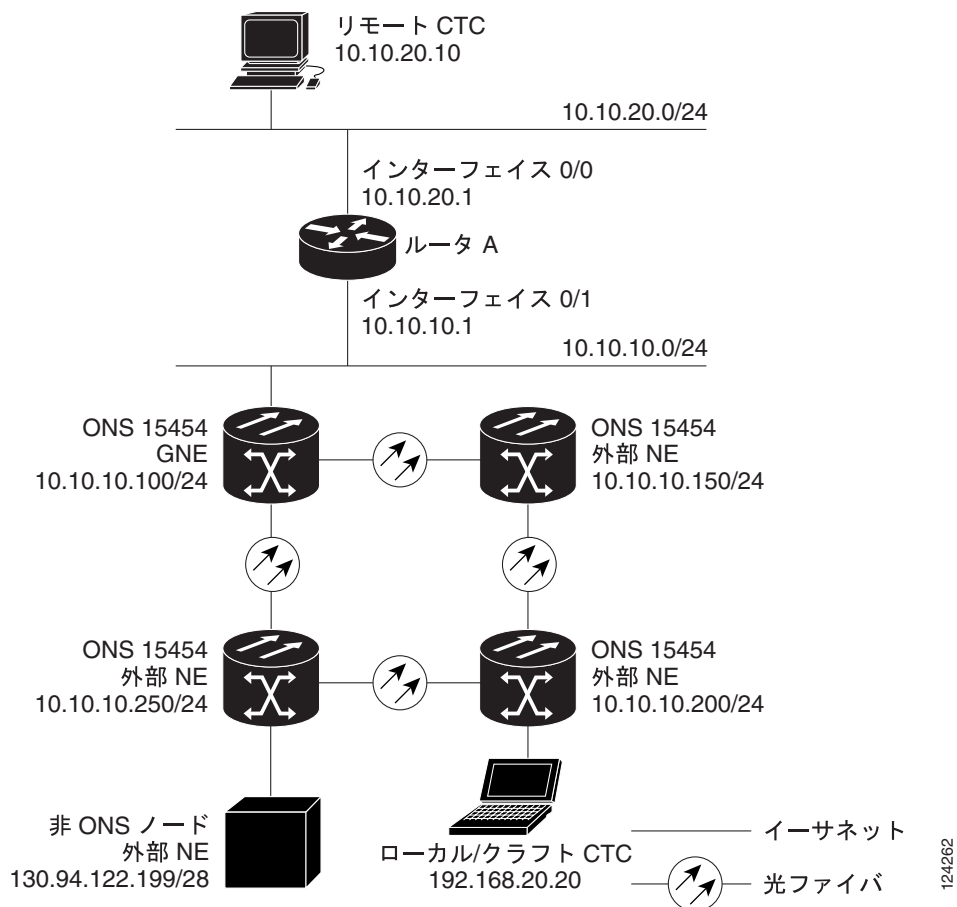 リモート CTC
10.10.20.10
10.10.20.0/24
インターフェイス 0/0
10.10.20.1
ルータ A
インターフェイス 0/1
10.10.10.1
10.10.10.0/24
ONS 15454
GNE
10.10.10.100/24
ONS 15454
外部 NE
10.10.10.150/24
ONS 15454
外部 NE
10.10.10.250/24
ONS 15454
外部 NE
10.10.10.200/24
非 ONS ノード
外部 NE
130.94.122.199/28
ローカル/クラフト CTC
192.168.20.20
イーサネット
光ファイバ
124262